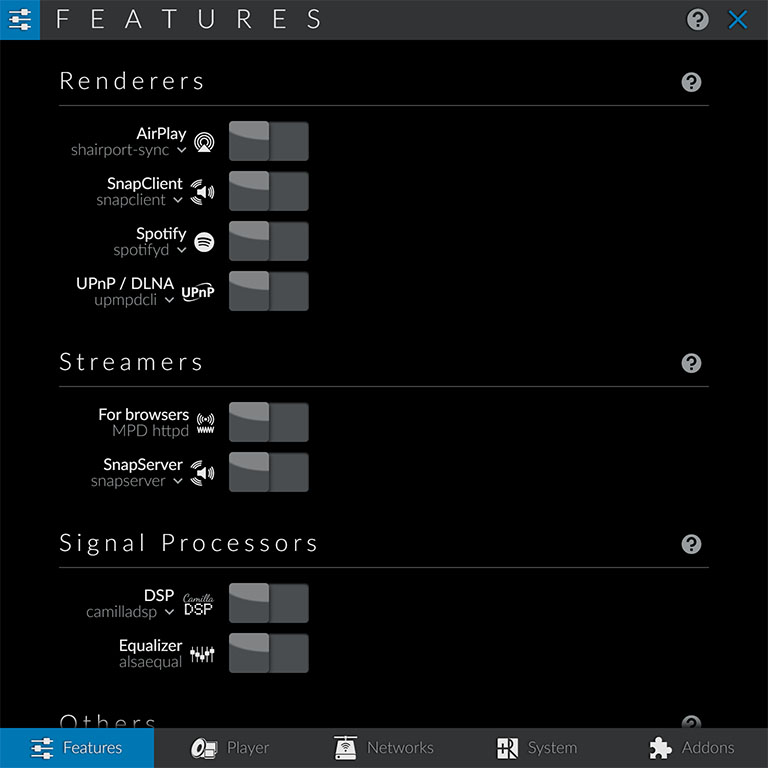 FEATURES
Renderers
AirPlay
shairport-sync
SnapClient
snapclient
Spotify
spotifyd
UPnP / DLNA
upmpdcli
UPnP
Streamers
For browsers
MPD httpd
SnapServer
snapserver
Signal Processors
DSP
camilladsp
Camilla
DSP
Equalizer
alsaequal
Others
Features
Player
Networks
System
Addons